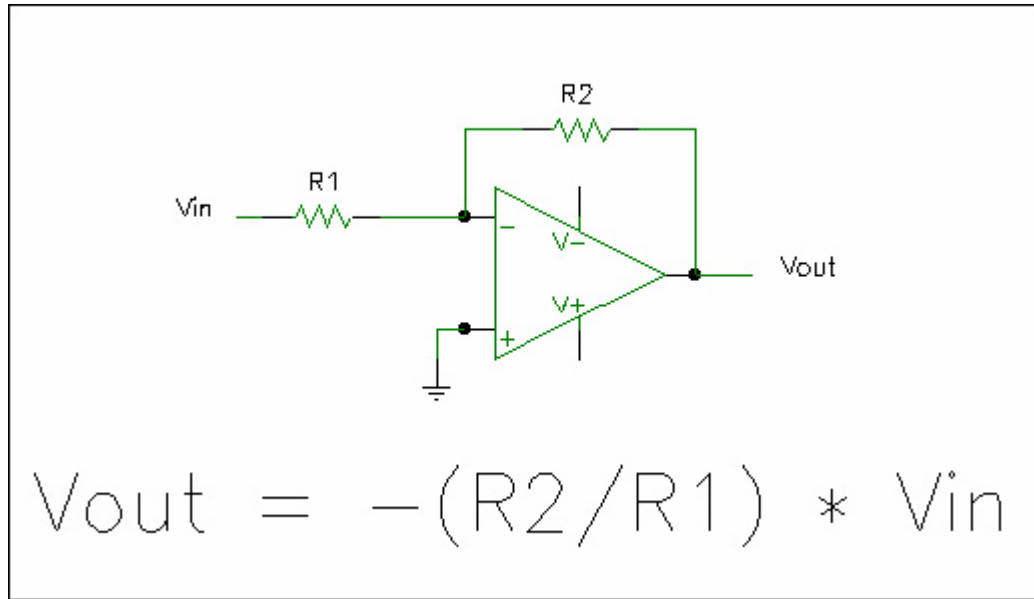 R2
R1
Vin
−
V−
Vout
V+
+
Vout = −(R2/R1) * Vin